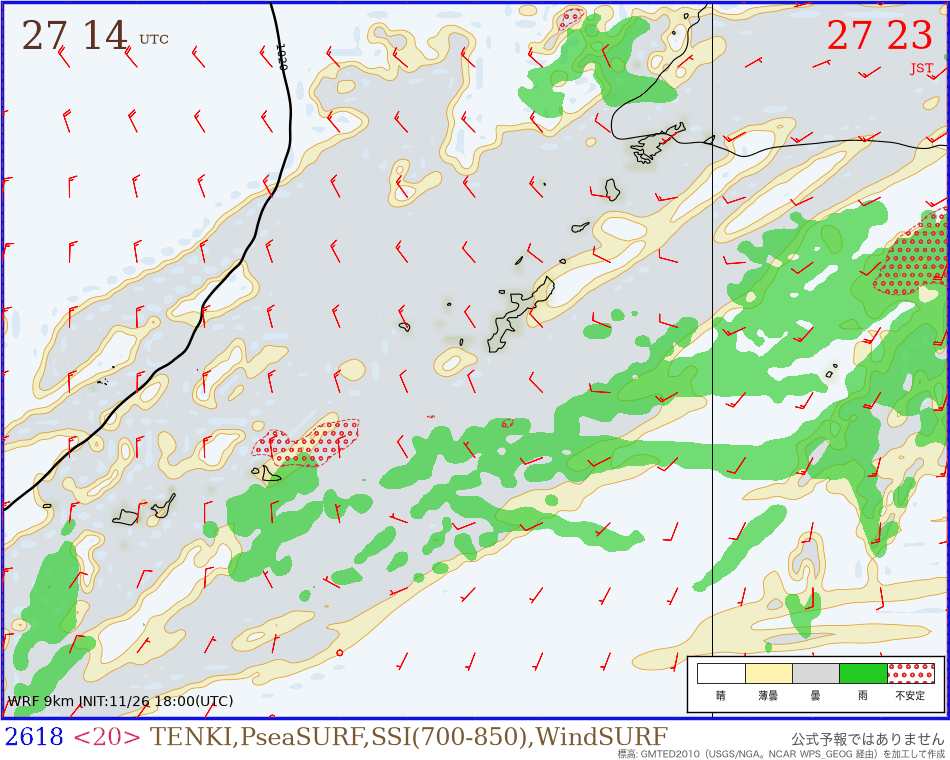 27 14 UTC
27 23
JST
1020
WRF 9km INIT:11/26 18:00(UTC)
晴 薄曇 曇 雨 不安定
2618 <20> TENKI,PseaSURF,SSI(700-850),WindSURF
公式予報ではありません
標高: GMTED2010（USGS/NGA。NCAR WPS_GEOG 経由）を加工して作成